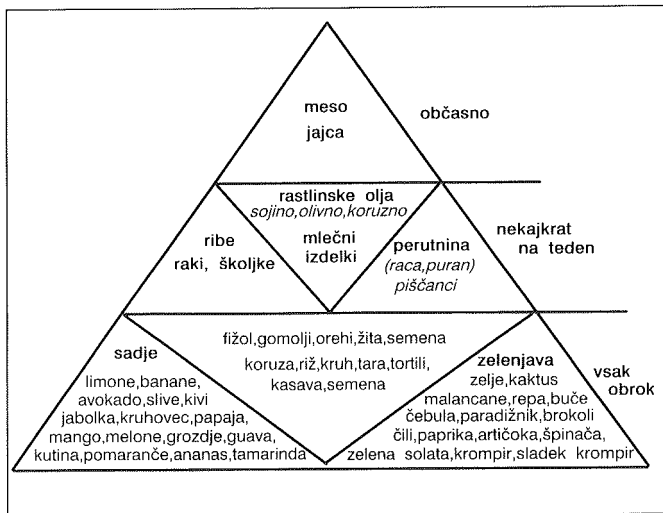 meso
jajca
občasno
rastlinske olja
sojino,olivno,koruzno
mlečni
izdelki
ribe
raki, školjke
perutnina
(raca,puran)
piščanci
nekajkrat
na teden
fižol,gomolji,orehi,žita,semena
koruza,riž,kruh,tara,tortili,
kasava,semena
sadje
limone,banane,
avokado,slive,kivi
jabolka,kruhovec,papaja,
mango,melone,grozdje,guava,
kutina,pomaranče,ananas,tamarinda
zelenjava
zelje,kaktus
malancane,repa,buče
čebula,paradižnik,brokoli
čili,paprika,artičoka,špinača,
zelena solata,krompir,sladek krompir
vsak
obrok